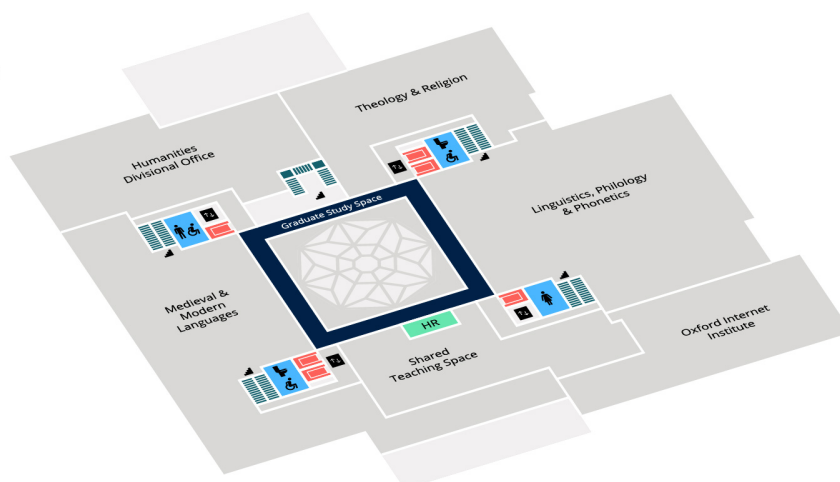 Theology & Religion
Humanities
Divisional Office
Linguistics, Philology
& Phonetics
Graduate Study Space
Medieval &
Modern
Languages
HR
Shared
Teaching Space
Oxford Internet
Institute